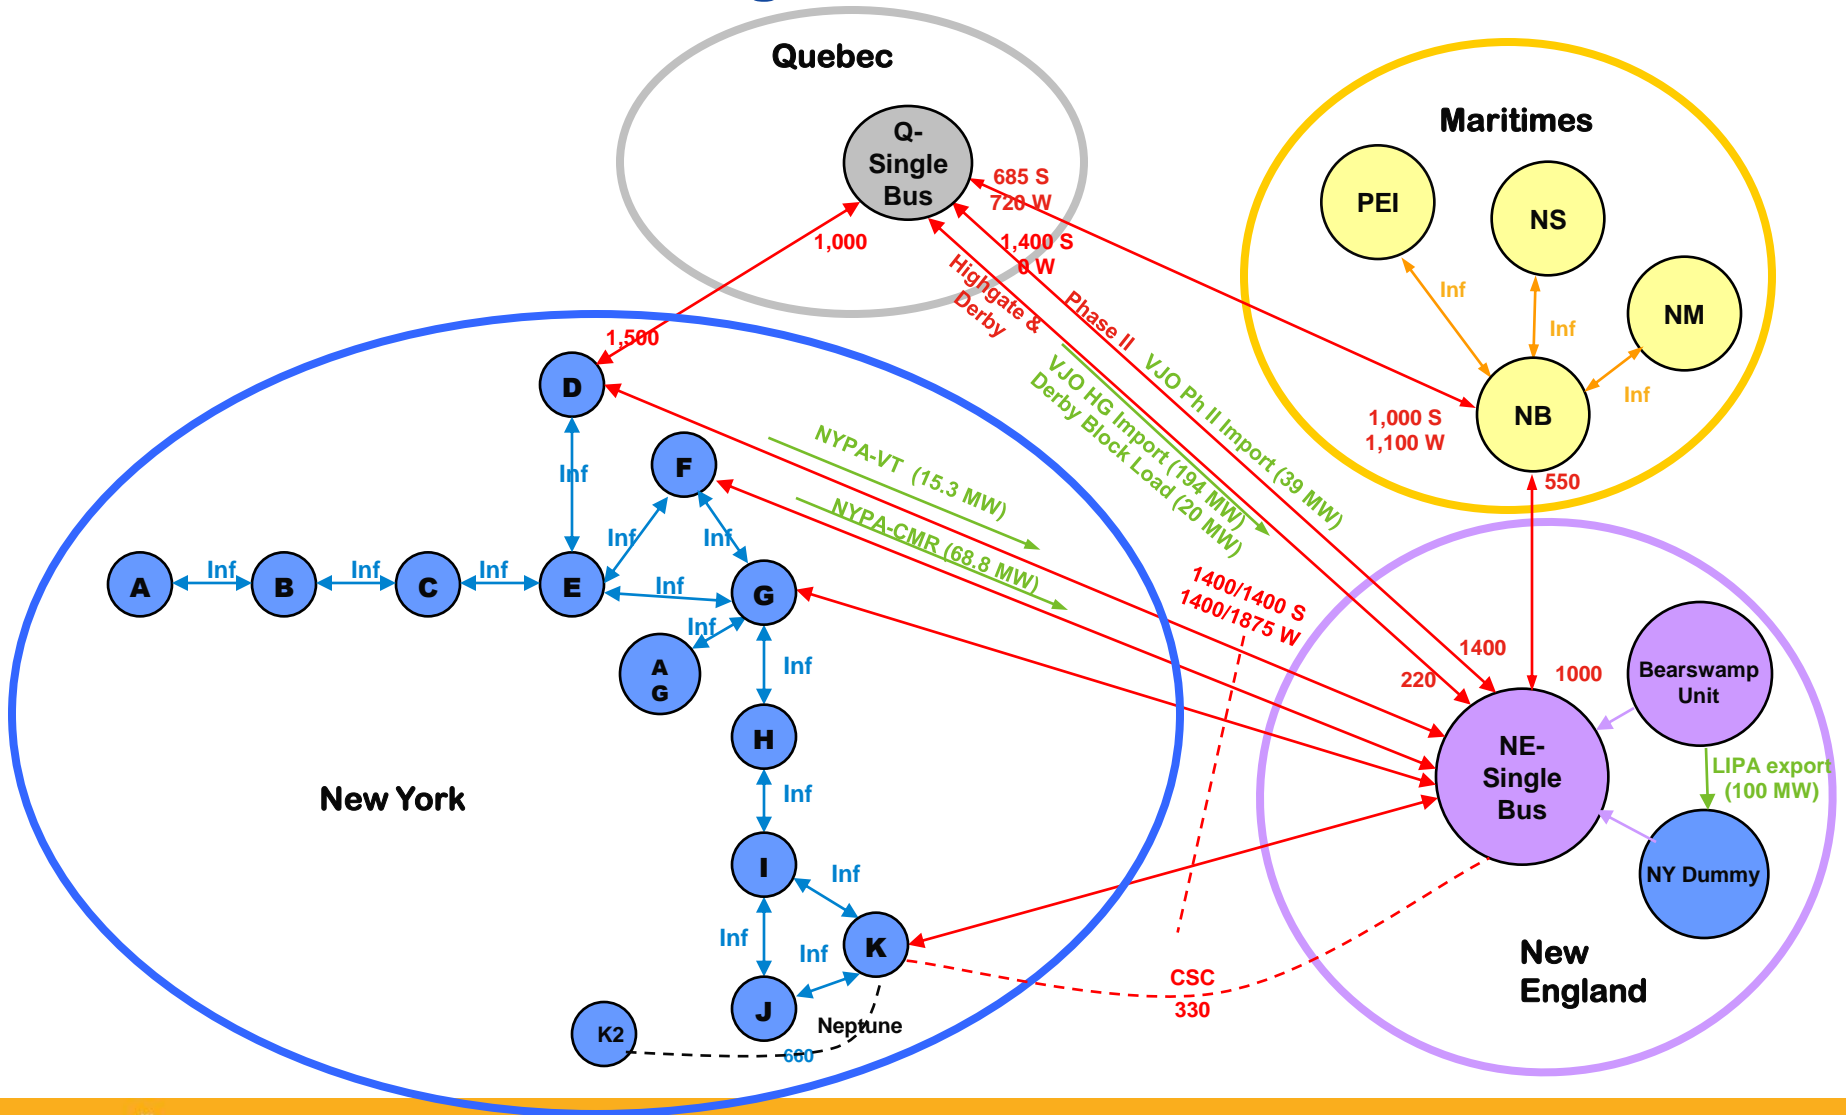 Quebec
Q-
Single
Bus
685 S
720 W
1,000
1,400 S
0 W
Highgate &
Derby
Phase II
1,500
Maritimes
PEI
NS
NM
NB
Inf
Inf
Inf
1,000 S
1,100 W
550
VJO HG Import (194 MW)
Derby Block Load (20 MW)
VJO Ph II Import (39 MW)
NYPA-VT (15.3 MW)
NYPA-CMR (68.8 MW)
1400/1400 S
1400/1875 W
D
F
Inf
Inf
Inf
A
Inf
B
Inf
C
Inf
E
Inf
G
Inf
A
G
Inf
H
Inf
I
Inf
Inf
Inf
K
J
K2
Neptune
660
New York
CSC
330
1400
220
1000
NE-
Single
Bus
Bearswamp
Unit
LIPA export
(100 MW)
NY Dummy
New
England